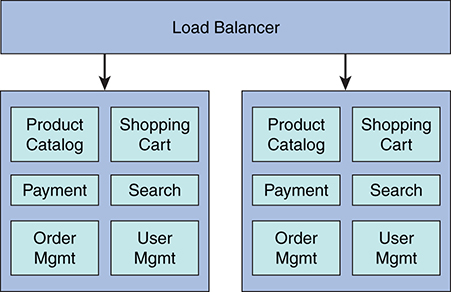 Load Balancer
Product
Catalog
Shopping
Cart
Payment
Search
Order
Mgmt
User
Mgmt
Product
Catalog
Shopping
Cart
Payment
Search
Order
Mgmt
User
Mgmt